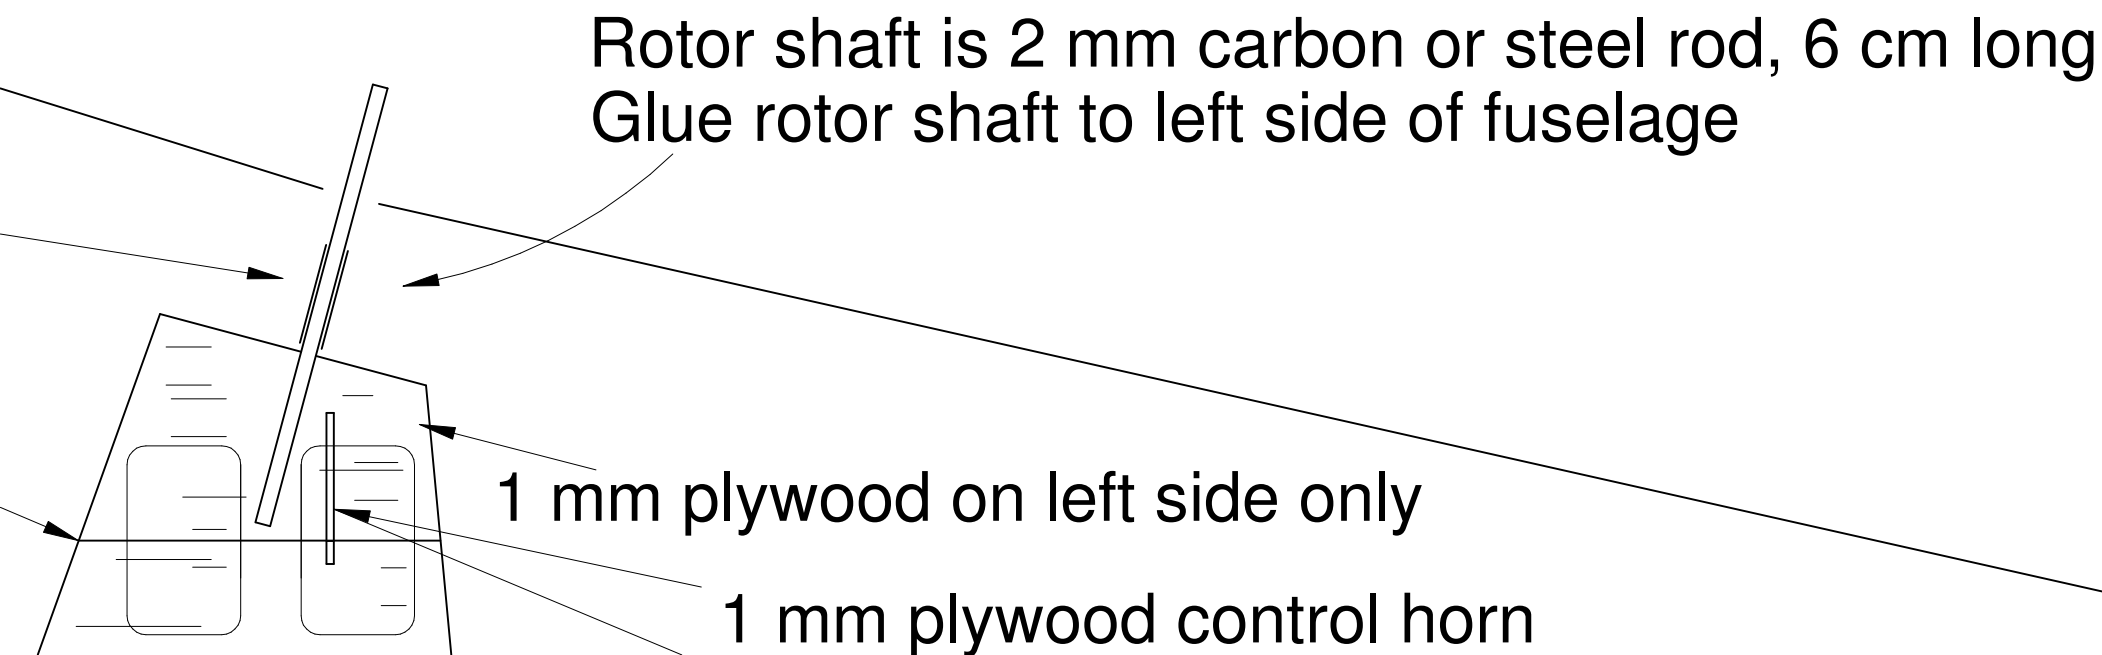 Rotor shaft is 2 mm carbon or steel rod, 6 cm long
Glue rotor shaft to left side of fuselage
1 mm plywood on left side only
1 mm plywood control horn